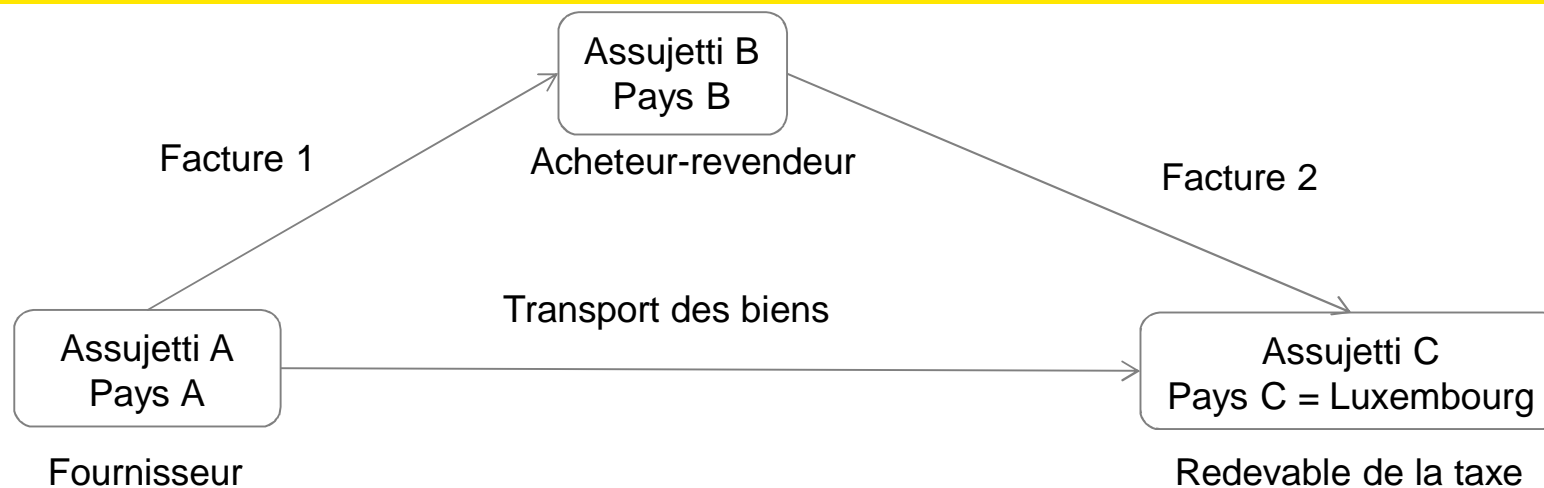 Assujetti B
Pays B
Acheteur-revendeur
Facture 1
Facture 2
Transport des biens
Assujetti A
Pays A
Fournisseur
Assujetti C
Pays C = Luxembourg
Redevable de la taxe